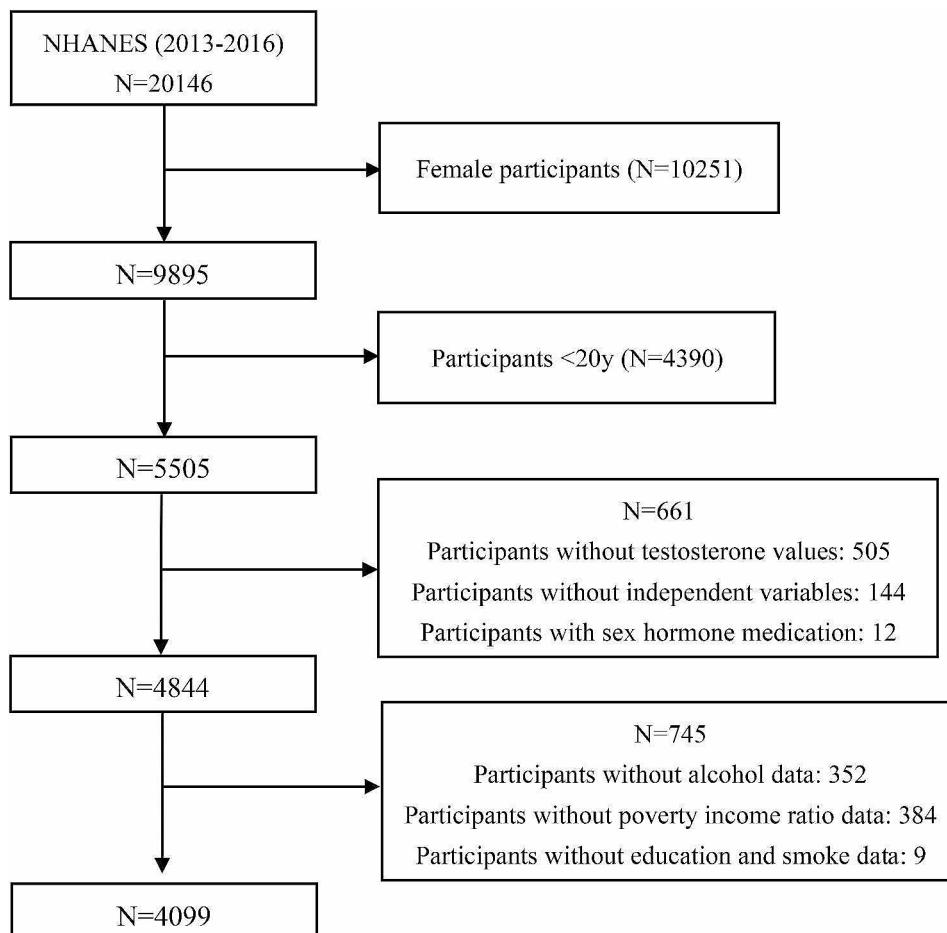 NHANES (2013-2016)
N=20146
Female participants (N=10251)
N=9895
Participants <20y (N=4390)
N=5505
N=661
Participants without testosterone values: 505
Participants without independent variables: 144
Participants with sex hormone medication: 12
N=4844
N=745
Participants without alcohol data: 352
Participants without poverty income ratio data: 384
Participants without education and smoke data: 9
N=4099